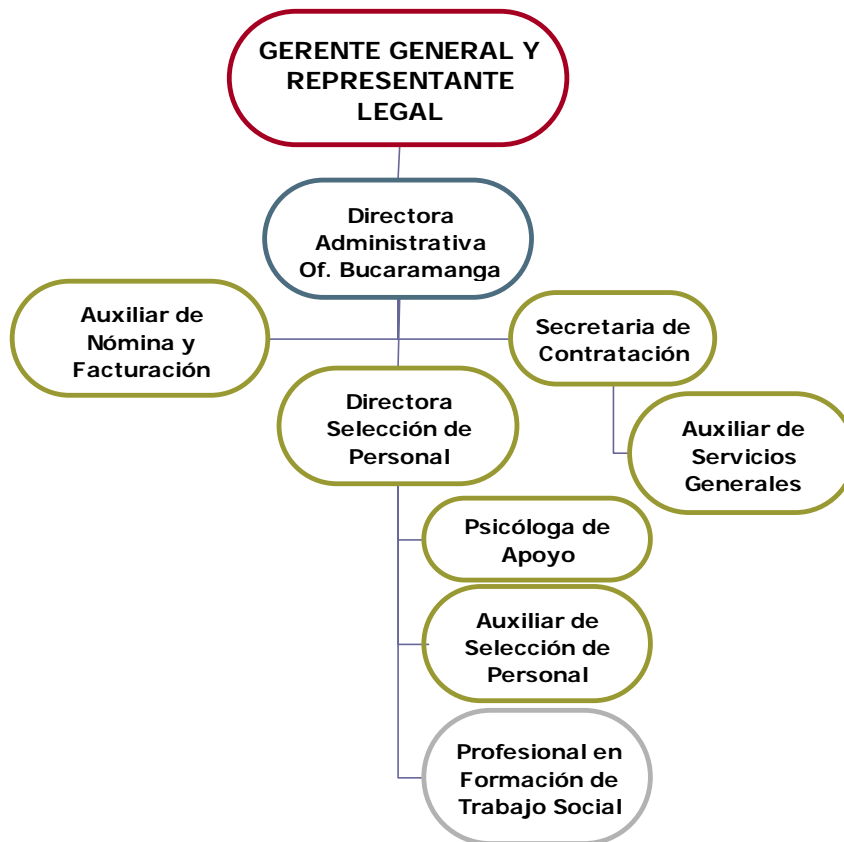 GERENTE GENERAL Y
REPRESENTANTE
LEGAL
Directora
Administrativa
Of. Bucaramanga
Auxiliar de
Nómina y
Facturación
Secretaria de
Contratación
Directora
Selección de
Personal
Auxiliar de
Servicios
Generales
Psicóloga de
Apoyo
Auxiliar de
Selección de
Personal
Profesional en
Formación de
Trabajo Social